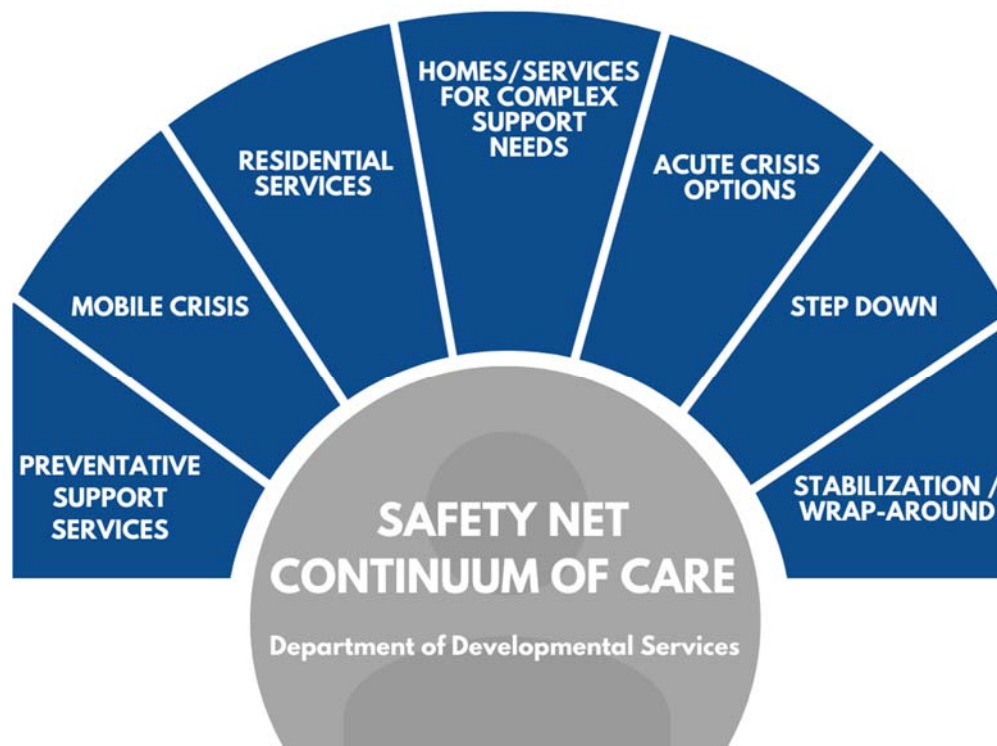 HOMES/SERVICES
FOR COMPLEX
SUPPORT
NEEDS
RESIDENTIAL
SERVICES
ACUTE CRISIS
OPTIONS
MOBILE CRISIS
STEP DOWN
PREVENTATIVE
SUPPORT
SERVICES
STABILIZATION /
WRAP-AROUND
SAFETY NET
CONTINUUM OF CARE
Department of Developmental Services